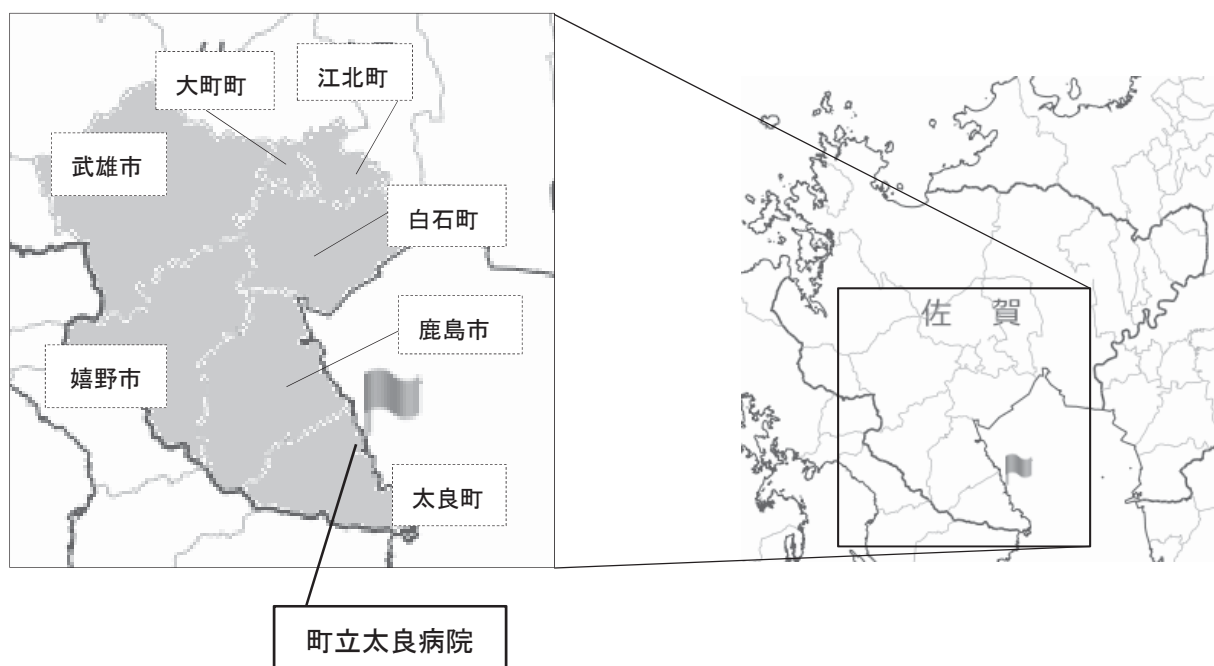 大町町
江北町
武雄市
白石町
佐賀
鹿島市
嬉野市
太良町
町立太良病院